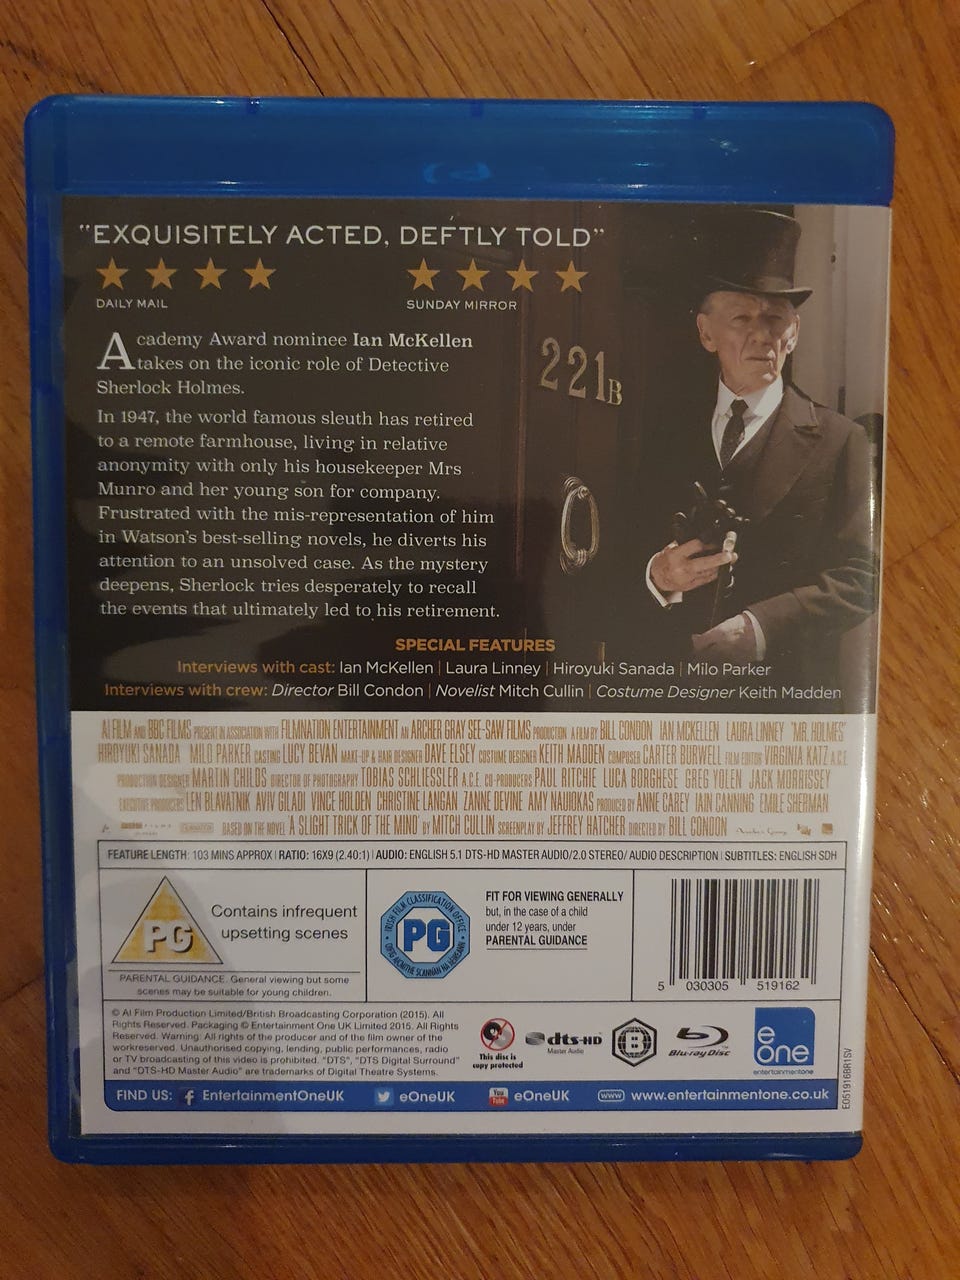 "EXQUISITELY ACTED, DEFTLY TOLD"
DAILY MAIL
SUNDAY MIRROR
Academy Award nominee Ian McKellen
takes on the iconic role of Detective
Sherlock Holmes.
In 1947, the world famous sleuth has retired
to a remote farmhouse, living in relative
anonymity with only his housekeeper Mrs
Munro and her young son for company.
Frustrated with the mis-representation of him
in Watson's best-selling novels, he diverts his
attention to an unsolved case. As the mystery
deepens, Sherlock tries desperately to recall
the events that ultimately led to his retirement.
221B
SPECIAL FEATURES
Interviews with cast: Ian McKellen | Laura Linney | Hiroyuki Sanada | Milo Parker
Interviews with crew: Director Bill Condon | Novelist Mitch Cullin | Costume Designer Keith Madden
AI FILM AND BBC FILMS PRESENT IN ASSOCIATION WITH FILMNATION ENTERTAINMENT AN ARCHER GRAY SEE-SAW FILMS PRODUCTION A FILM BY BILL CONDON IAN MCKELLEN LAURA LINNEY "MR. HOLMES"
HIROYUKI SANADA MILO PARKER CASTING LUCY BEVAN MAKE-UP & HAIR DESIGNER DAVE ELSEY COSTUME DESIGNER KEITH MADDEN COMPOSER CARTER BURWELL FILM EDITOR VIRGINIA KATZ A.C.E.
PRODUCTION DESIGNER MARTIN CHILDS DIRECTOR OF PHOTOGRAPHY TOBIAS SCHLIESSLER A.C.E. CO-PRODUCERS PAUL RITCHIE LUCA BORGHESE GREG YOLEN JACK MORRISSEY
EXECUTIVE PRODUCERS LEN BLAVATNIK AVIV GILADI VINCE HOLDEN CHRISTINE LANGAN ZANNE DEVINE AMY NAUIOKAS PRODUCED BY ANNE CAREY IAIN CANNING EMILE SHERMAN
BASED ON THE NOVEL 'A SLIGHT TRICK OF THE MIND' BY MITCH CULLIN SCREENPLAY BY JEFFREY HATCHER DIRECTED BY BILL CONDON
FEATURE LENGTH: 103 MINS APPROX | RATIO: 16X9 (2.40:1) | AUDIO: ENGLISH 5.1 DTS-HD MASTER AUDIO/2.0 STEREO/ AUDIO DESCRIPTION | SUBTITLES: ENGLISH SDH
PG
Contains infrequent
upsetting scenes
PARENTAL GUIDANCE. General viewing but some
scenes may be suitable for young children.
IRISH FILM CLASSIFICATION OFFICE
PG
OIFIG AICMITHE SCANNÁN NA hÉIREANN
FIT FOR VIEWING GENERALLY
but, in the case of a child
under 12 years, under
PARENTAL GUIDANCE
5 030305 519162
© AI Film Production Limited/British Broadcasting Corporation (2015). All
Rights Reserved. Packaging © Entertainment One UK Limited 2015. All Rights
Reserved. Warning: All rights of the producer and of the film owner of the
workreserved. Unauthorised copying, lending, public performances, radio
or TV broadcasting of this video is prohibited. "DTS", "DTS Digital Surround"
and "DTS-HD Master Audio" are trademarks of Digital Theatre Systems.
This disc is
copy protected
dts-HD
Master Audio
B
Blu-ray Disc
e one
entertainmentone
FIND US: f EntertainmentOneUK eOneUK You Tube eOneUK www www.entertainmentone.co.uk
EO51916BR1SV